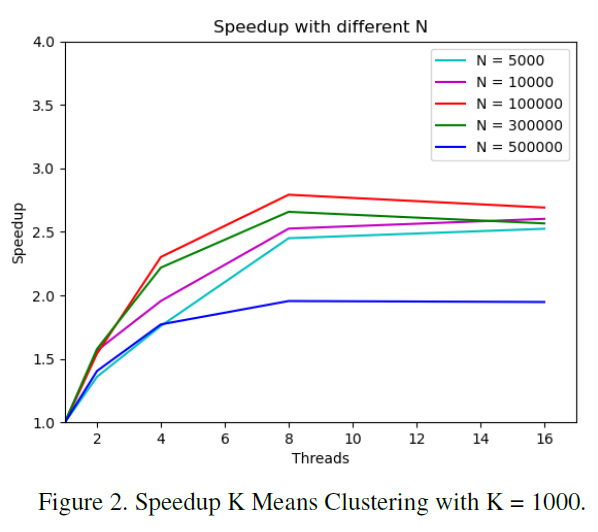 Speedup with different N
4.0
3.5
3.0
2.5
2.0
1.5
1.0
Speedup
N = 5000
N = 10000
N = 100000
N = 300000
N = 500000
2 4 6 8 10 12 14 16
Threads
Figure 2. Speedup K Means Clustering with K = 1000.